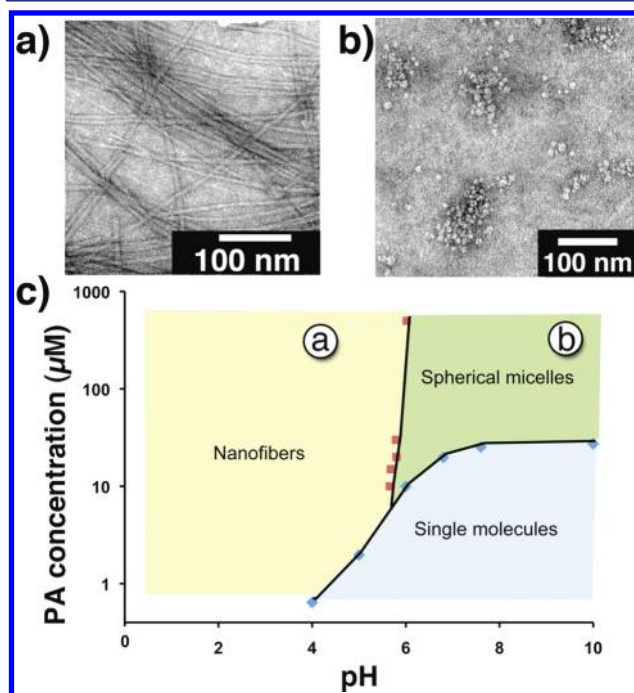 a)
b)
100 nm
100 nm
c)
1000
100
10
1
PA concentration (µM)
a
b
Spherical micelles
Nanofibers
Single molecules
0
2
4
6
8
10
pH